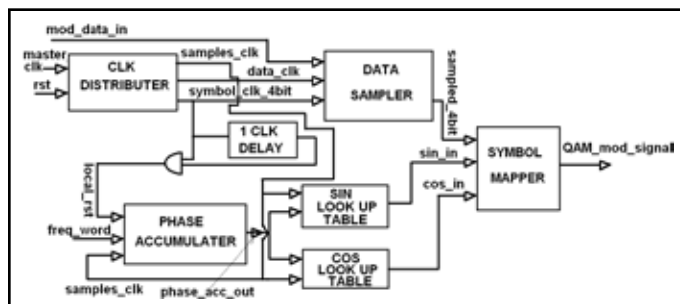 mod_data_in
master
clk
rst
CLK
DISTRIBUTER
samples_clk
data_clk
symbol_clk_4bit
DATA
SAMPLER
sampled_4bit
1 CLK
DELAY
local_rst
freq_word
samples_clk
PHASE
ACCUMULATER
phase_acc_out
SIN
LOOK UP
TABLE
COS
LOOK UP
TABLE
sin_in
cos_in
SYMBOL
MAPPER
QAM_mod_signal